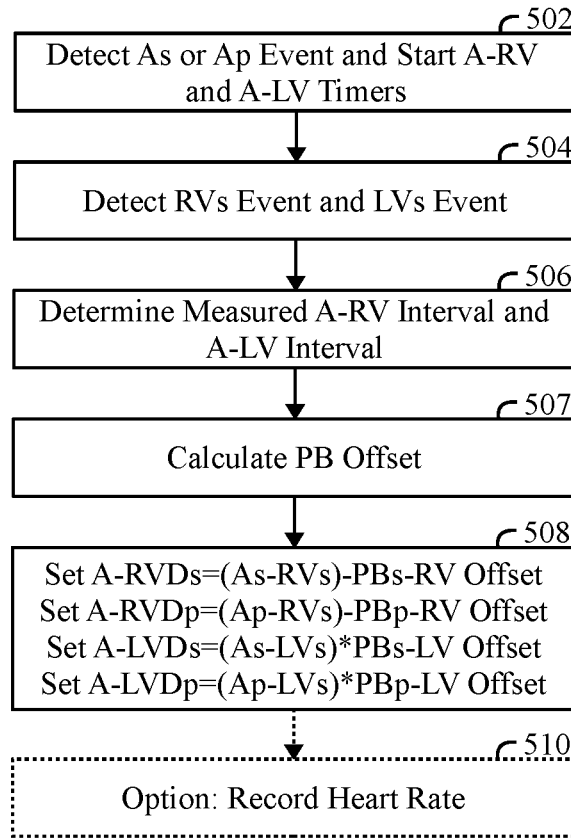 502
Detect As or Ap Event and Start A-RV
and A-LV Timers
504
Detect RVs Event and LVs Event
506
Determine Measured A-RV Interval and
A-LV Interval
507
Calculate PB Offset
508
Set A-RVDs=(As-RVs)-PBs-RV Offset
Set A-RVDp=(Ap-RVs)-PBp-RV Offset
Set A-LVDs=(As-LVs)*PBs-LV Offset
Set A-LVDp=(Ap-LVs)*PBp-LV Offset
510
Option: Record Heart Rate